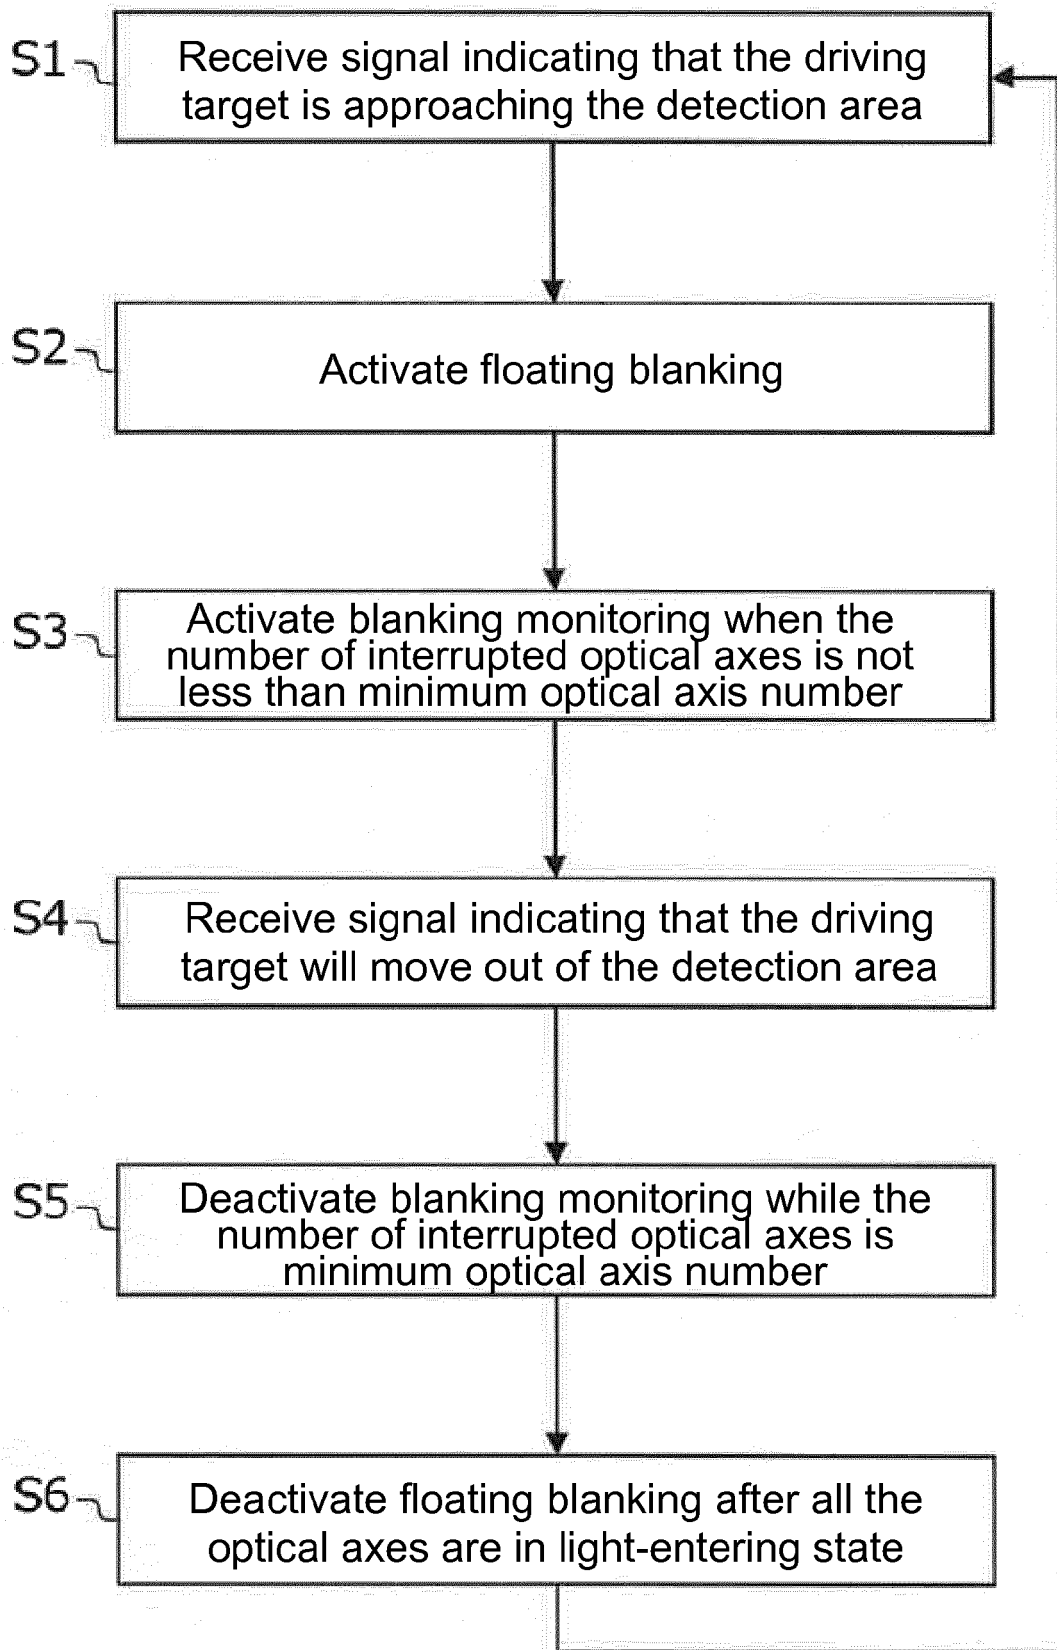 S1
Receive signal indicating that the driving
target is approaching the detection area
S2
Activate floating blanking
S3
Activate blanking monitoring when the
number of interrupted optical axes is not
less than minimum optical axis number
S4
Receive signal indicating that the driving
target will move out of the detection area
S5
Deactivate blanking monitoring while the
number of interrupted optical axes is
minimum optical axis number
S6
Deactivate floating blanking after all the
optical axes are in light-entering state